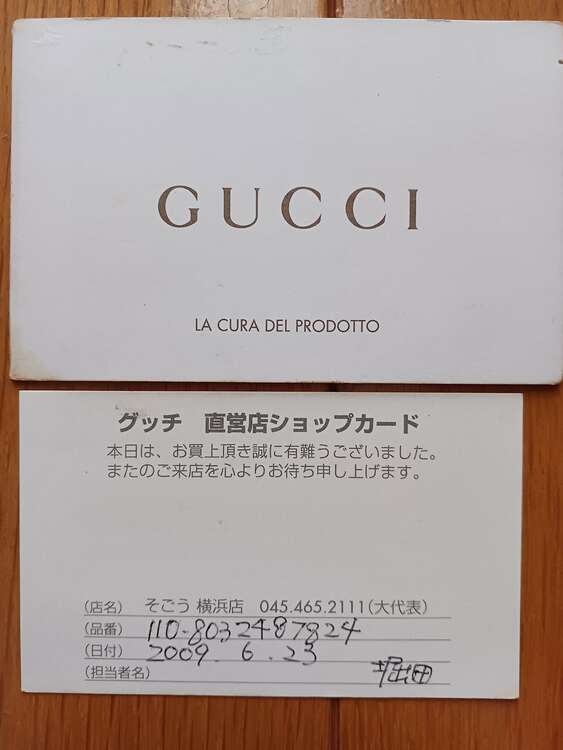 GUCCI
LA CURA DEL PRODOTTO
グッチ 直営店ショップカード
本日は、お買上頂き誠に有難うございました。
またのご来店を心よりお待ち申し上げます。
(店名) そごう 横浜店 045.465.2111(大代表)
(品番) 110-8032487824
(日付) 2009.6.23
(担当者名) 堀田